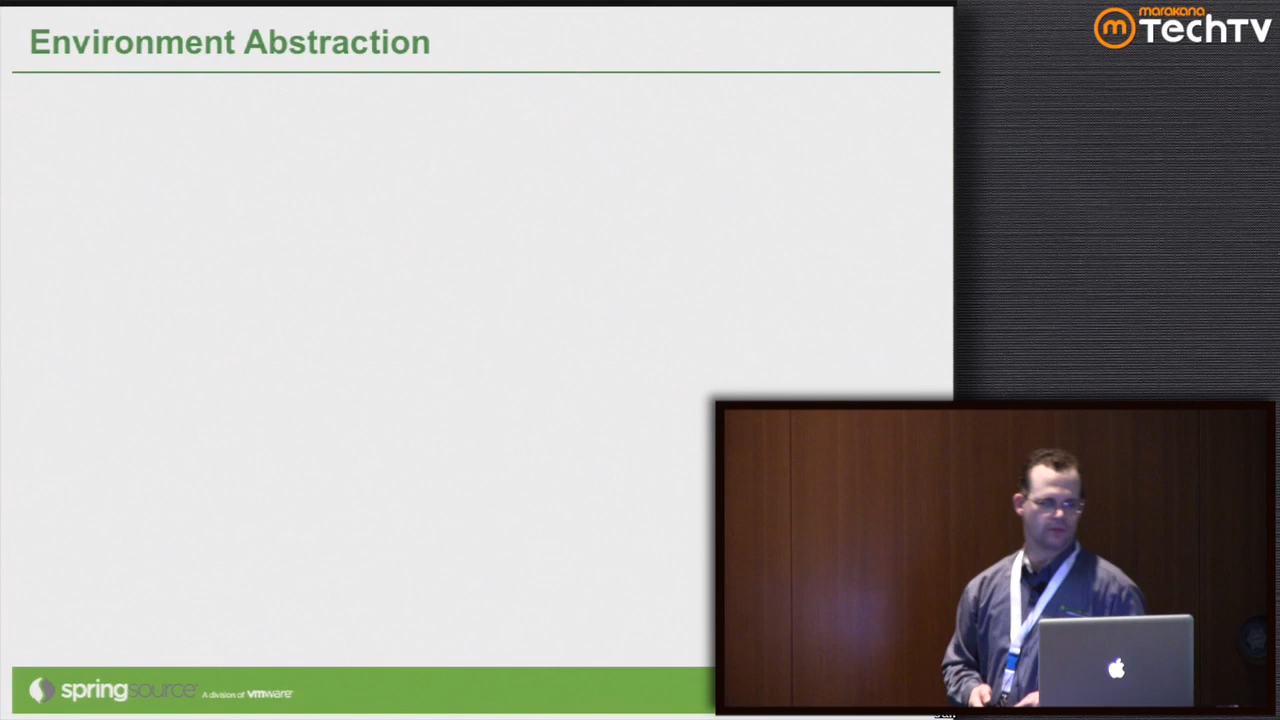 Environment Abstraction
marakana
m TechTV
springsource A division of vmware